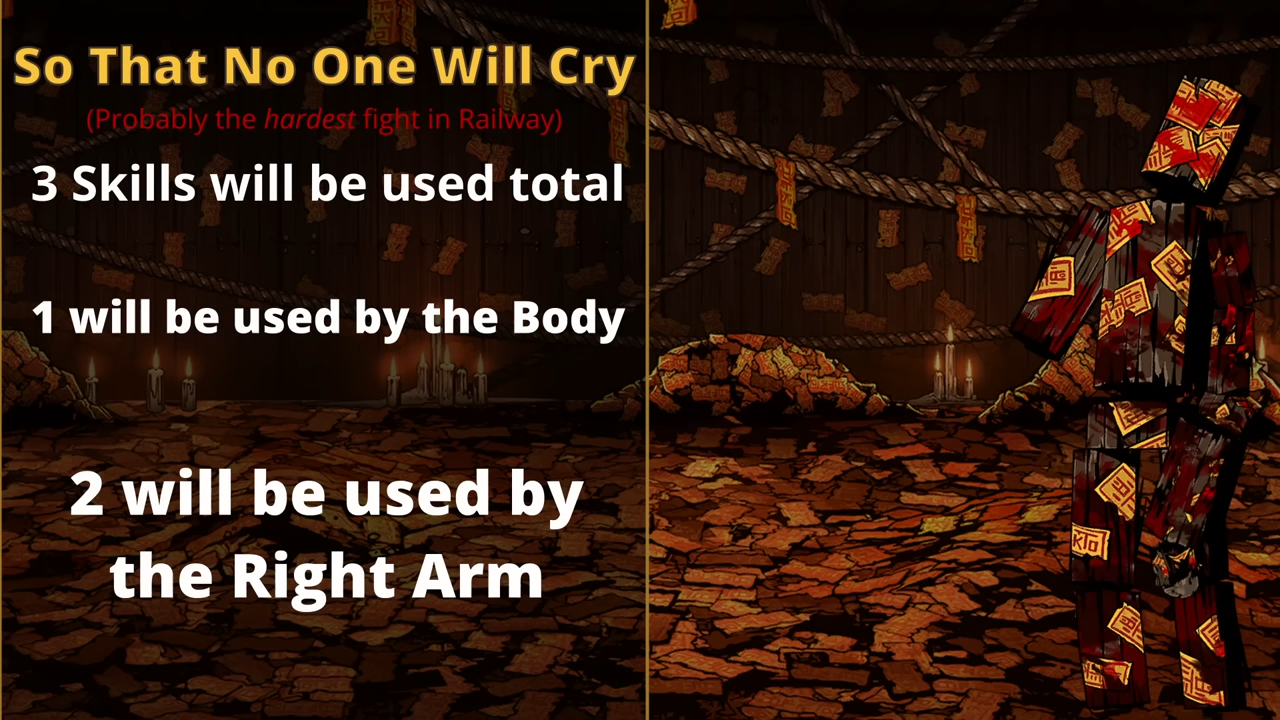 So That No One Will Cry
(Probably the hardest fight in Railway)
3 Skills will be used total
1 will be used by the Body
2 will be used by
the Right Arm